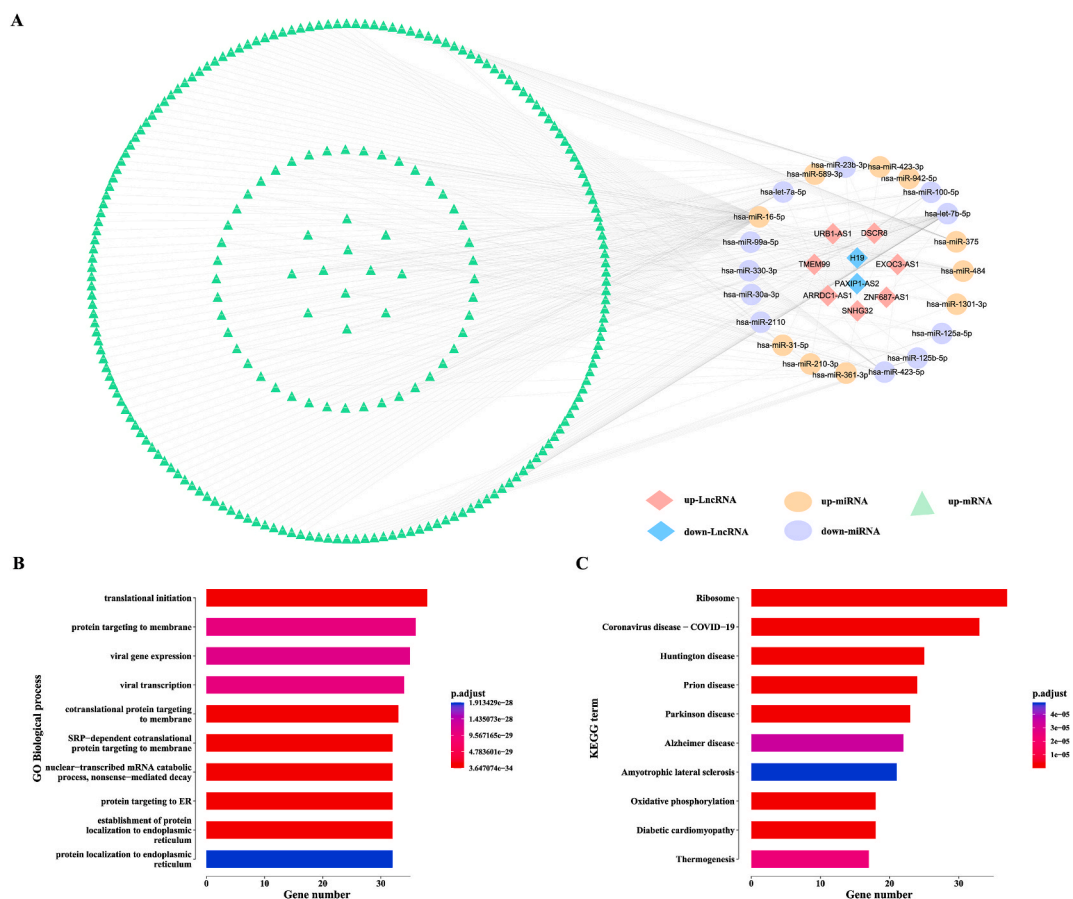 A
hsa-miR-23b-3p
hsa-miR-423-3p
hsa-miR-589-3p
hsa-miR-942-5p
hsa-let-7a-5p
hsa-miR-100-5p
hsa-miR-16-5p
hsa-let-7b-5p
URB1-AS1
DSCR8
hsa-miR-99a-5p
hsa-miR-375
H19
TMEM99
EXOC3-AS1
hsa-miR-330-3p
hsa-miR-484
PAXIP1-AS2
hsa-miR-30a-3p
ARRDC1-AS1
ZNF687-AS1
hsa-miR-1301-3p
SNHG32
hsa-miR-2110
hsa-miR-125a-5p
hsa-miR-31-5p
hsa-miR-125b-5p
hsa-miR-210-3p
hsa-miR-361-3p
hsa-miR-423-5p
up-LncRNA
up-miRNA
up-mRNA
down-LncRNA
down-miRNA
B
GO Biological process
translational initiation
protein targeting to membrane
viral gene expression
viral transcription
cotranslational protein targeting
to membrane
SRP−dependent cotranslational
protein targeting to membrane
nuclear−transcribed mRNA catabolic
process, nonsense−mediated decay
protein targeting to ER
establishment of protein
localization to endoplasmic
reticulum
protein localization to endoplasmic
reticulum
0 10 20 30
Gene number
p.adjust
1.913429e−28
1.435073e−28
9.567165e−29
4.783601e−29
3.647074e−34
C
KEGG term
Ribosome
Coronavirus disease − COVID−19
Huntington disease
Prion disease
Parkinson disease
Alzheimer disease
Amyotrophic lateral sclerosis
Oxidative phosphorylation
Diabetic cardiomyopathy
Thermogenesis
0 10 20 30
Gene number
p.adjust
4e−05
3e−05
2e−05
1e−05